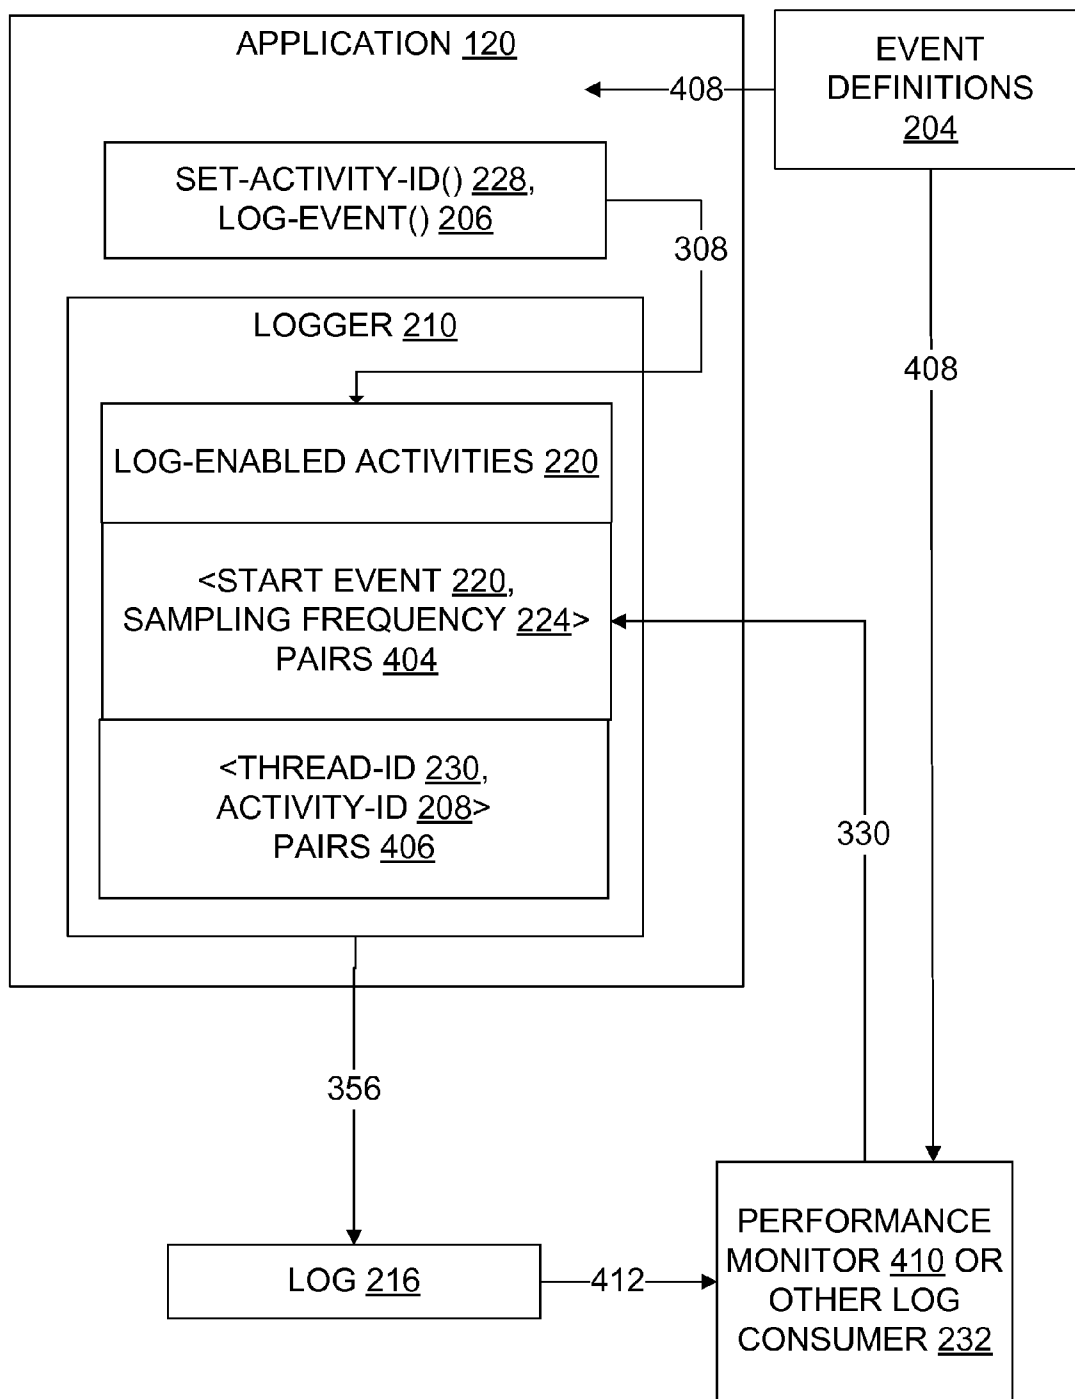 APPLICATION 120
EVENT
DEFINITIONS
204
408
SET-ACTIVITY-ID() 228,
LOG-EVENT() 206
308
LOGGER 210
408
LOG-ENABLED ACTIVITIES 220
<START EVENT 220,
SAMPLING FREQUENCY 224>
PAIRS 404
<THREAD-ID 230,
ACTIVITY-ID 208>
PAIRS 406
330
356
LOG 216
412
PERFORMANCE
MONITOR 410 OR
OTHER LOG
CONSUMER 232